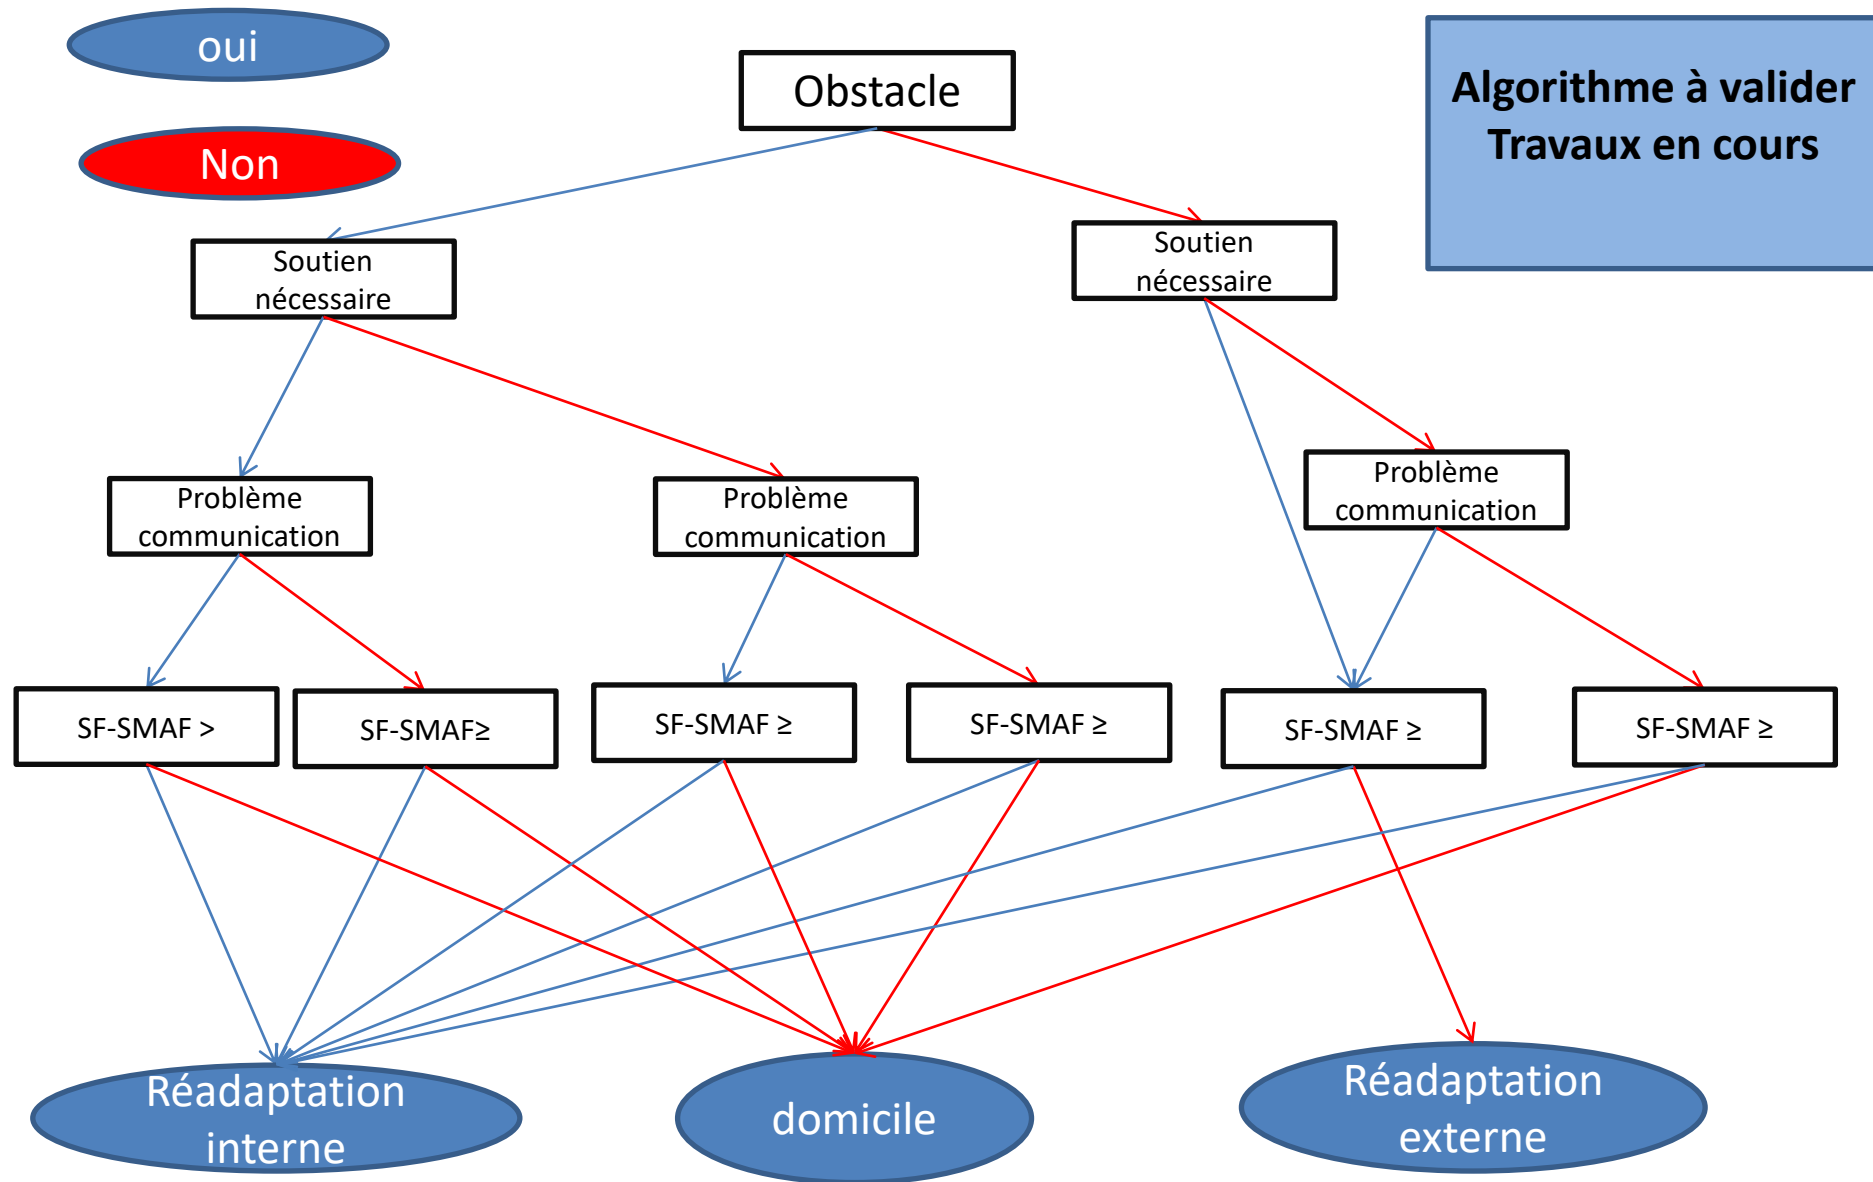 oui
Non
Obstacle
Algorithme à valider
Travaux en cours
Soutien
nécessaire
Soutien
nécessaire
Problème
communication
Problème
communication
Problème
communication
SF-SMAF >
SF-SMAF≥
SF-SMAF ≥
SF-SMAF ≥
SF-SMAF ≥
SF-SMAF ≥
Réadaptation
interne
domicile
Réadaptation
externe